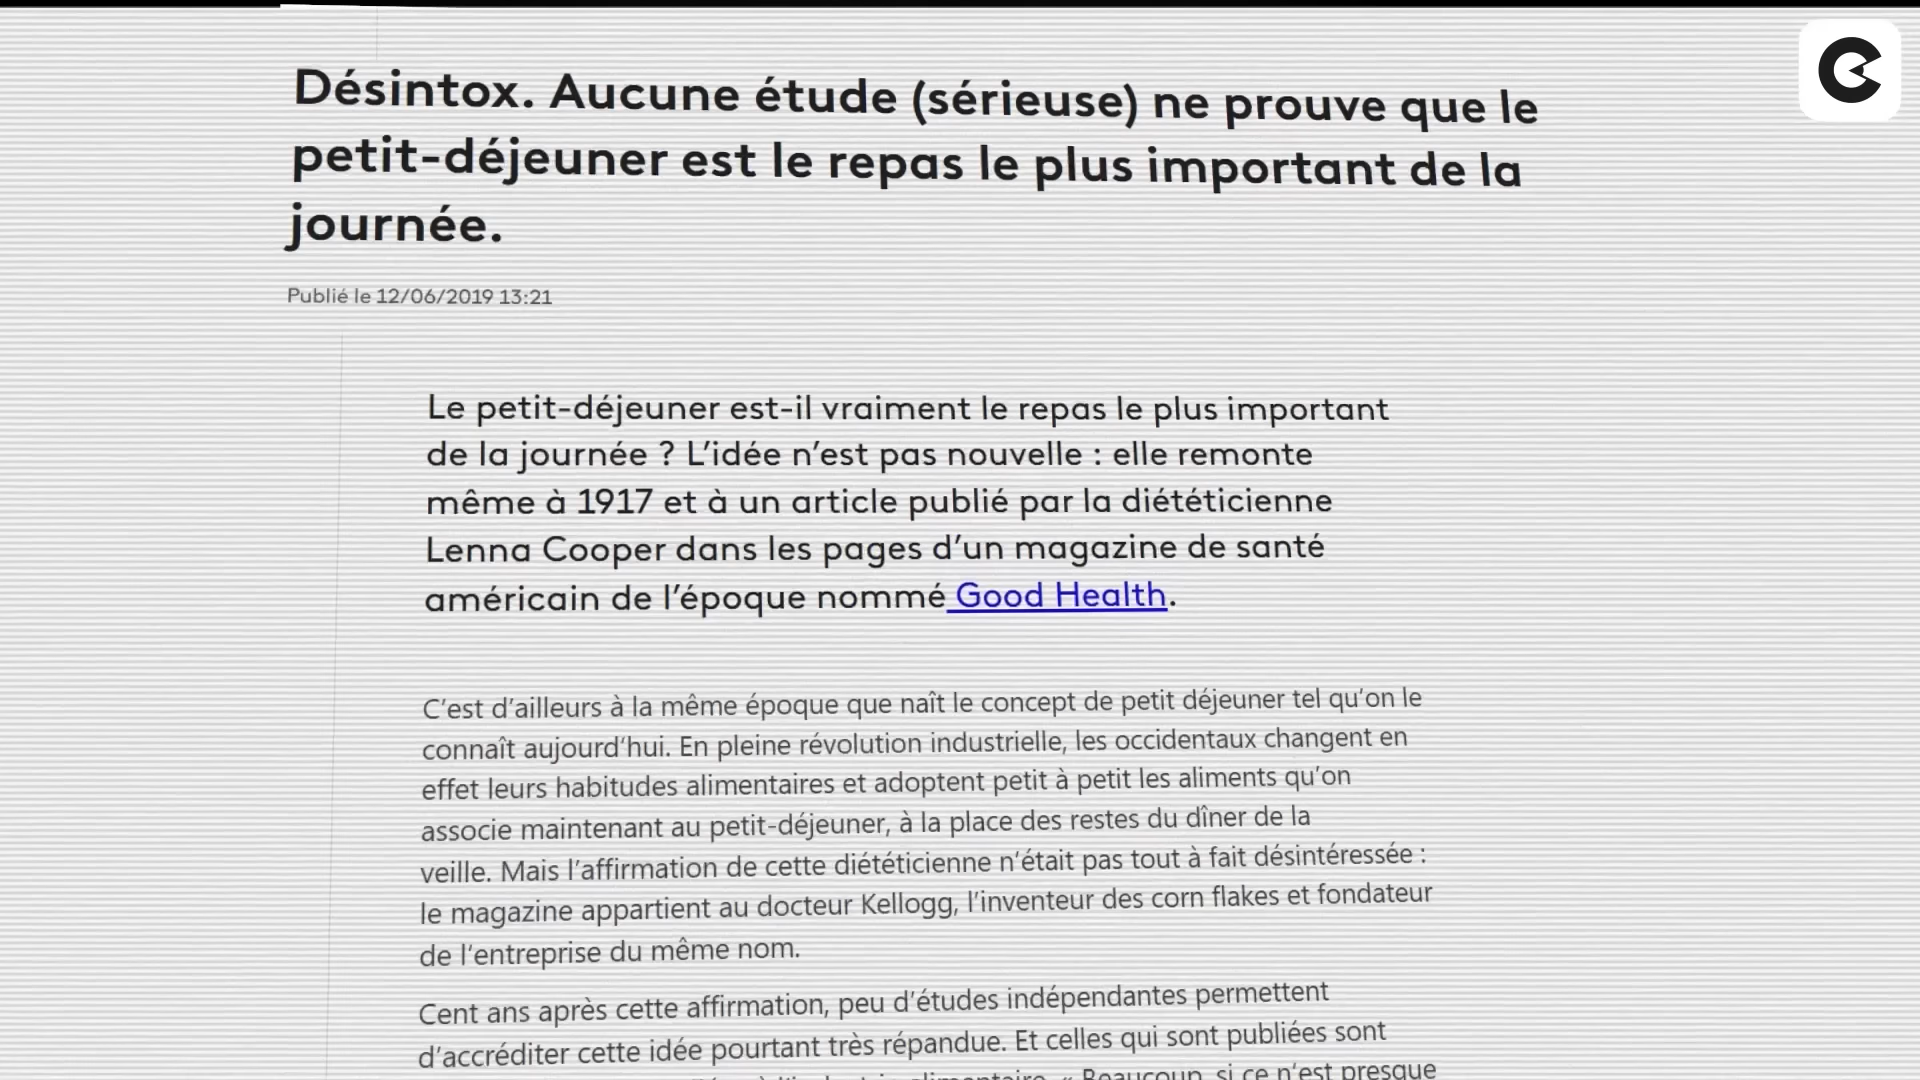 Désintox. Aucune étude (sérieuse) ne prouve que le
petit-déjeuner est le repas le plus important de la
journée.
Publié le 12/06/2019 13:21
Le petit-déjeuner est-il vraiment le repas le plus important
de la journée ? L’idée n’est pas nouvelle : elle remonte
même à 1917 et à un article publié par la diététicienne
Lenna Cooper dans les pages d’un magazine de santé
américain de l’époque nommé Good Health.
C’est d’ailleurs à la même époque que naît le concept de petit déjeuner tel qu’on le
connaît aujourd’hui. En pleine révolution industrielle, les occidentaux changent en
effet leurs habitudes alimentaires et adoptent petit à petit les aliments qu’on
associe maintenant au petit-déjeuner, à la place des restes du dîner de la
veille. Mais l’affirmation de cette diététicienne n’était pas tout à fait désintéressée :
le magazine appartient au docteur Kellogg, l’inventeur des corn flakes et fondateur
de l’entreprise du même nom.
Cent ans après cette affirmation, peu d’études indépendantes permettent
d’accréditer cette idée pourtant très répandue. Et celles qui sont publiées sont
alimentaire. « Beaucoup, si ce n’est presque